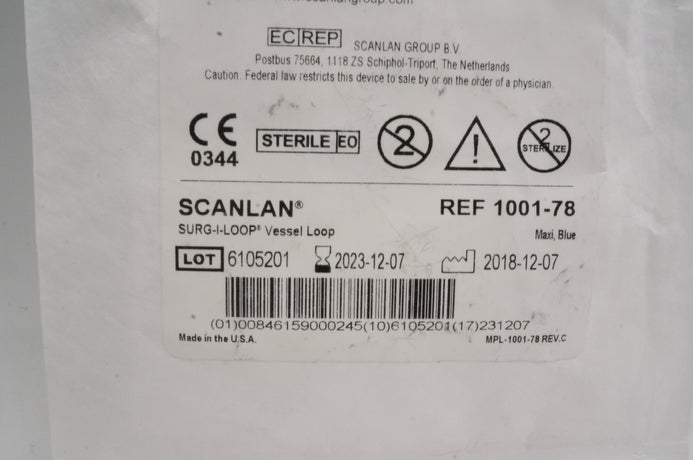 EC REP SCANLAN GROUP B.V.
Postbus 75664, 1118 ZS Schiphol-Triport, The Netherlands
Caution: Federal law restricts this device to sale by or on the order of a physician.
CE 0344 STERILE EO 2 ! 2 STERILIZE
SCANLAN® REF 1001-78
SURG-I-LOOP® Vessel Loop Maxi, Blue
LOT 6105201 2023-12-07 2018-12-07
(01)00846159000245(10)6105201(17)231207
Made in the U.S.A. MPL-1001-78 REV.C